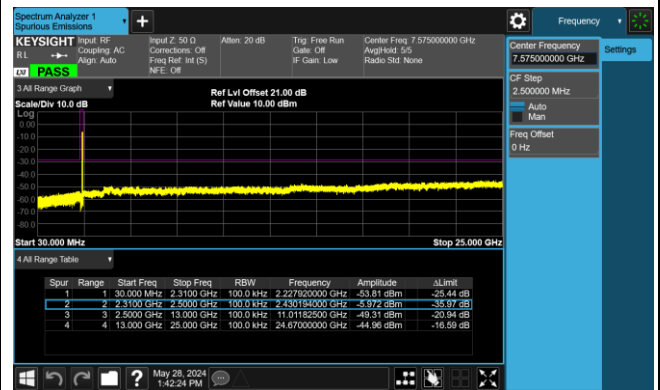 Spectrum Analyzer 1
Spurious Emissions
Frequency
KEYSIGHT
RL
PASS
Input: RF
Coupling: AC
Align: Auto
Input Z: 50 Ω
Corrections: Off
Freq Ref: Int (S)
NFE: Off
Atten: 20 dB
Trig: Free Run
Gate: Off
IF Gain: Low
Center Freq: 7.575000000 GHz
Avg|Hold: 5/5
Radio Std: None
Center Frequency
7.575000000 GHz
Settings
CF Step
2.500000 MHz
Auto
Man
Freq Offset
0 Hz
3 All Range Graph
Scale/Div 10.0 dB
Ref Lvl Offset 21.00 dB
Ref Value 10.00 dBm
Log
0.00
-10.0
-20.0
-30.0
-40.0
-50.0
-60.0
-70.0
-80.0
Start 30.000 MHz
Stop 25.000 GHz
4 All Range Table
Spur Range Start Freq Stop Freq RBW Frequency Amplitude ΔLimit
1 1 30.000 MHz 2.3100 GHz 100.0 kHz 2.227920000 GHz -53.81 dBm -25.44 dB
2 2 2.3100 GHz 2.5000 GHz 100.0 kHz 2.430194000 GHz -5.972 dBm -35.97 dB
3 3 2.5000 GHz 13.000 GHz 100.0 kHz 11.01182500 GHz -49.31 dBm -20.94 dB
4 4 13.000 GHz 25.000 GHz 100.0 kHz 24.67000000 GHz -44.96 dBm -16.59 dB
May 28, 2024
1:42:24 PM